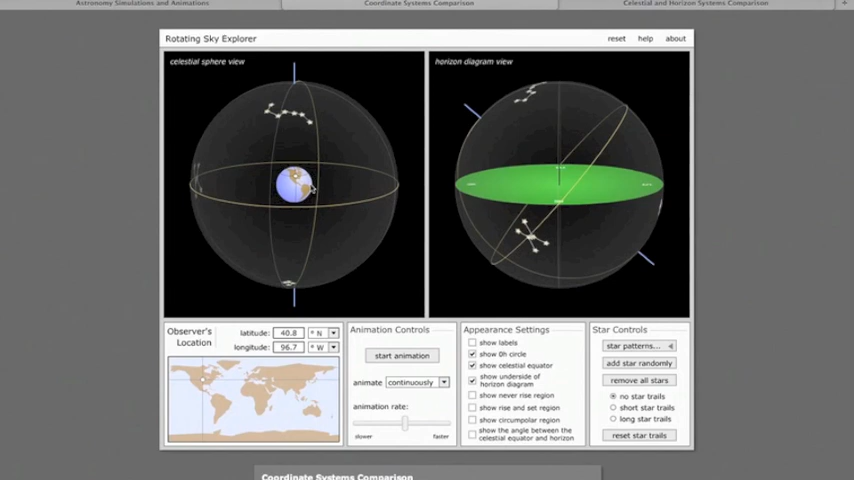 Astronomy Simulations and Animations
Coordinate Systems Comparison
Celestial and Horizon Systems Comparison
Rotating Sky Explorer
reset help about
celestial sphere view
horizon diagram view
Observer's Location
latitude: 40.8 ° N
longitude: 96.7 ° W
Animation Controls
start animation
animate continuously
animation rate:
slower faster
Appearance Settings
show labels
show 0h circle
show celestial equator
show underside of
horizon diagram
show never rise region
show rise and set region
show circumpolar region
show the angle between the
celestial equator and horizon
Star Controls
star patterns...
add star randomly
remove all stars
no star trails
short star trails
long star trails
reset star trails
Coordinate Systems Comparison